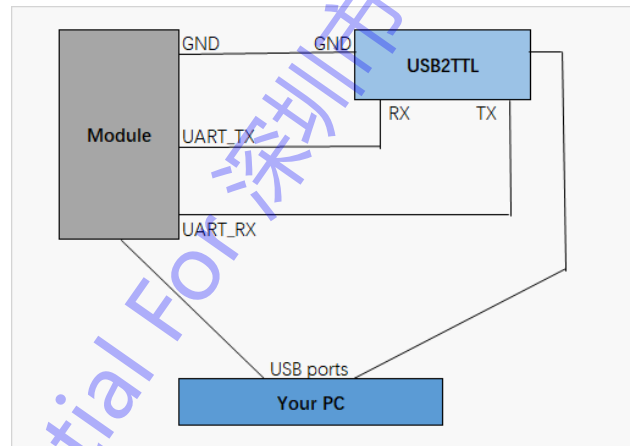 GND
GND
USB2TTL
RX
TX
Module
UART_TX
UART_RX
USB ports
Your PC
tial For 深圳市